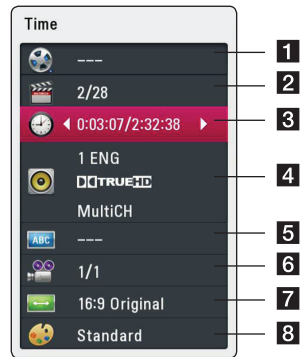 Time
--- 1
2/28 2
0:03:07/2:32:38 3
1 ENG
DOLBY TRUEHD 4
MultiCH
ABC --- 5
1/1 6
16:9 Original 7
Standard 8